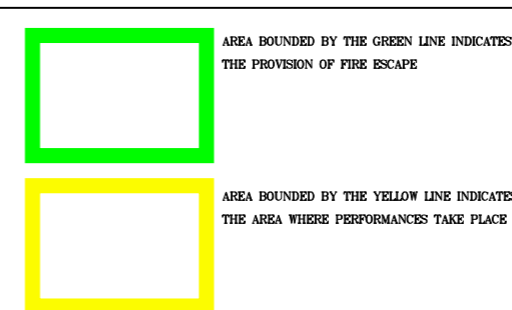 AREA BOUNDED BY THE GREEN LINE INDICATES
THE PROVISION OF FIRE ESCAPE
AREA BOUNDED BY THE YELLOW LINE INDICATES
THE AREA WHERE PERFORMANCES TAKE PLACE